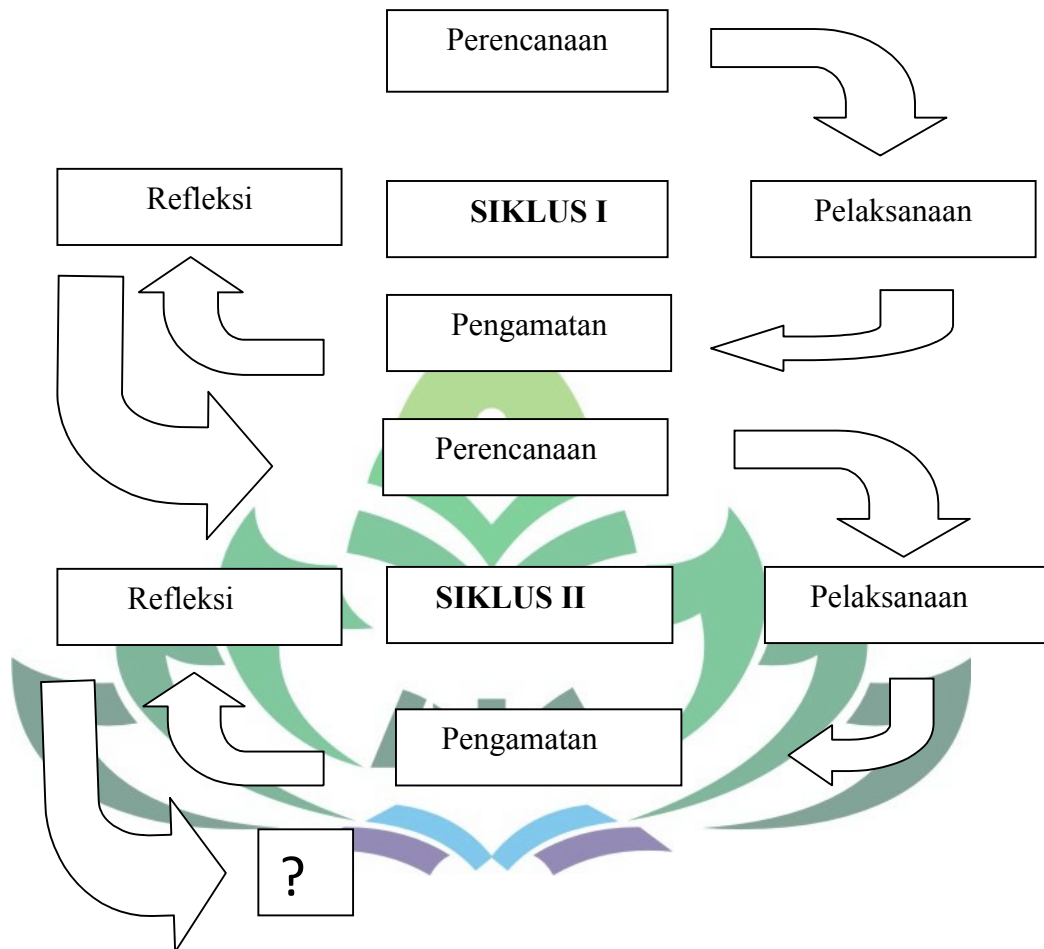 Perencanaan
Refleksi
SIKLUS I
Pelaksanaan
Pengamatan
Perencanaan
Refleksi
SIKLUS II
Pelaksanaan
Pengamatan
?